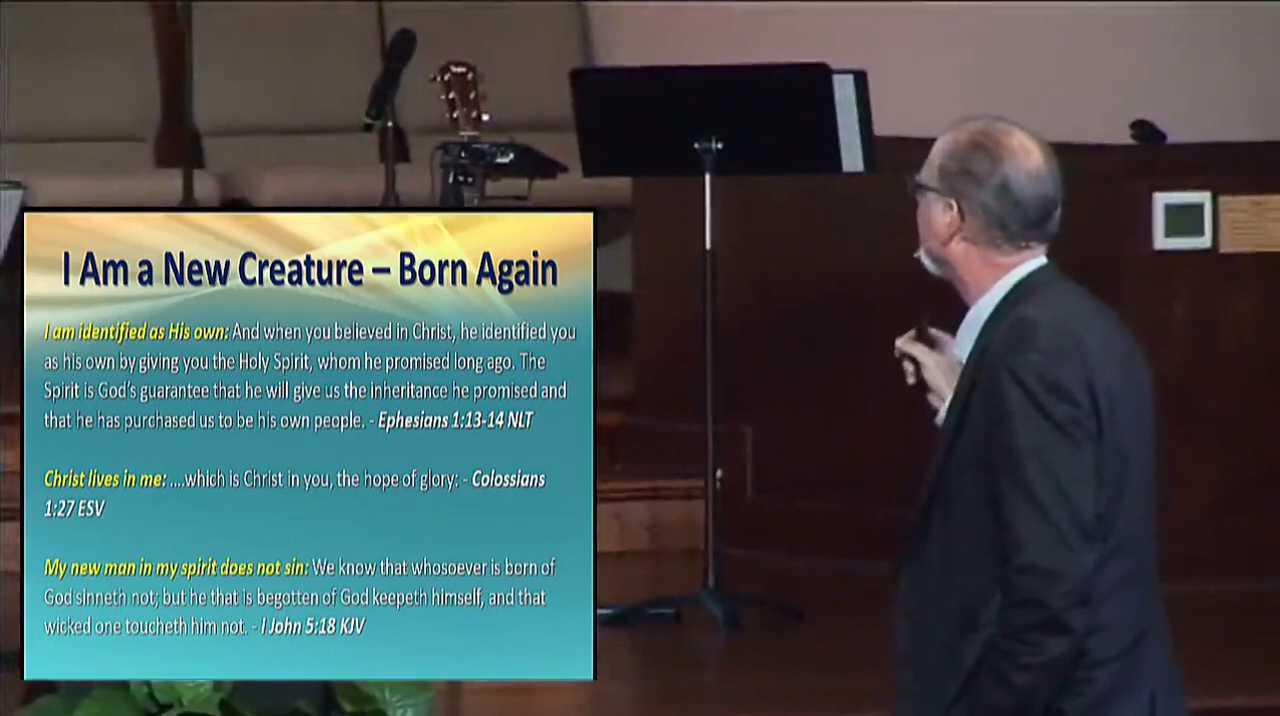 I Am a New Creature – Born Again
I am identified as His own: And when you believed in Christ, he identified you
as his own by giving you the Holy Spirit, whom he promised long ago. The
Spirit is God's guarantee that he will give us the inheritance he promised and
that he has purchased us to be his own people. - Ephesians 1:13-14 NLT
Christ lives in me: ....which is Christ in you, the hope of glory: - Colossians
1:27 ESV
My new man in my spirit does not sin: We know that whosoever is born of
God sinneth not; but he that is begotten of God keepeth himself, and that
wicked one toucheth him not. - I John 5:18 KJV